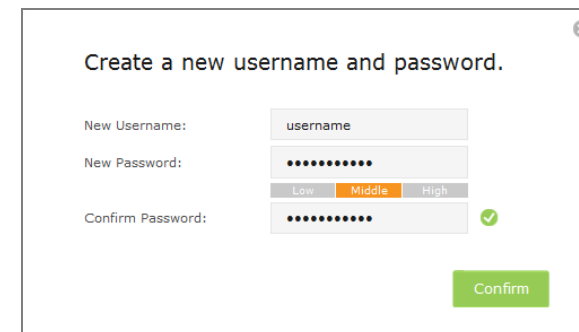 Create a new username and password.
New Username: username
New Password: •••••••••••
Low Middle High
Confirm Password: •••••••••••
Confirm